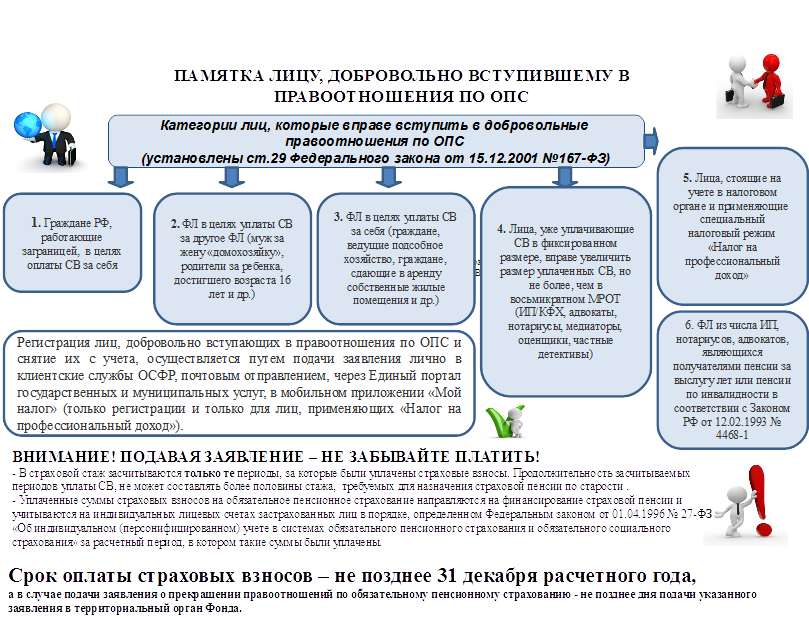 ПАМЯТКА ЛИЦУ, ДОБРОВОЛЬНО ВСТУПИВШЕМУ В
ПРАВООТНОШЕНИЯ ПО ОПС
Категории лиц, которые вправе вступить в добровольные
правоотношения по ОПС
(установлены ст.29 Федерального закона от 15.12.2001 №167-ФЗ)
1. Граждане РФ,
работающие
заграницей, в целях
оплаты СВ за себя
2. ФЛ в целях уплаты СВ
за другое ФЛ (муж за
жену «домохозяйку»,
родители за ребенка,
достигшего возраста 16
лет и др.)
3. ФЛ в целях уплаты СВ
за себя (граждане,
ведущие подсобное
хозяйство, граждане,
сдающие в аренду
собственные жилые
помещения и др.)
4. Лица, уже уплачивающие
СВ в фиксированном
размере, вправе увеличить
размер уплаченных СВ, но
не более, чем в
восьмикратном МРОТ
(ИП/КФХ, адвокаты,
нотариусы, медиаторы,
оценщики, частные
детективы)
5. Лица, стоящие на
учете в налоговом
органе и применяющие
специальный
налоговый режим
«Налог на
профессиональный
доход»
6. ФЛ из числа ИП,
нотариусов, адвокатов,
являющихся
получателями пенсии за
выслугу лет или пенсии
по инвалидности в
соответствии с Законом
РФ от 12.02.1993 №
4468-1
Регистрация лиц, добровольно вступающих в правоотношения по ОПС и
снятие их с учета, осуществляется путем подачи заявления лично в
клиентские службы ОСФР, почтовым отправлением, через Единый портал
государственных и муниципальных услуг, в мобильном приложении «Мой
налог» (только регистрации и только для лиц, применяющих «Налог на
профессиональный доход»).
ВНИМАНИЕ! ПОДАВАЯ ЗАЯВЛЕНИЕ – НЕ ЗАБЫВАЙТЕ ПЛАТИТЬ!
- В страховой стаж засчитываются только те периоды, за которые были уплачены страховые взносы. Продолжительность засчитываемых
периодов уплаты СВ, не может составлять более половины стажа, требуемых для назначения страховой пенсии по старости .
- Уплаченные суммы страховых взносов на обязательное пенсионное страхование направляются на финансирование страховой пенсии и
учитываются на индивидуальных лицевых счетах застрахованных лиц в порядке, определенном Федеральным законом от 01.04.1996 № 27-ФЗ
«Об индивидуальном (персонифицированном) учете в системах обязательного пенсионного страхования и обязательного социального
страхования» за расчетный период, в котором такие суммы были уплачены.
Срок оплаты страховых взносов – не позднее 31 декабря расчетного года,
а в случае подачи заявления о прекрашении правоотношений по обязательному пенсионному страхованию - не позднее дня подачи указанного
заявления в территориальный орган Фонда.